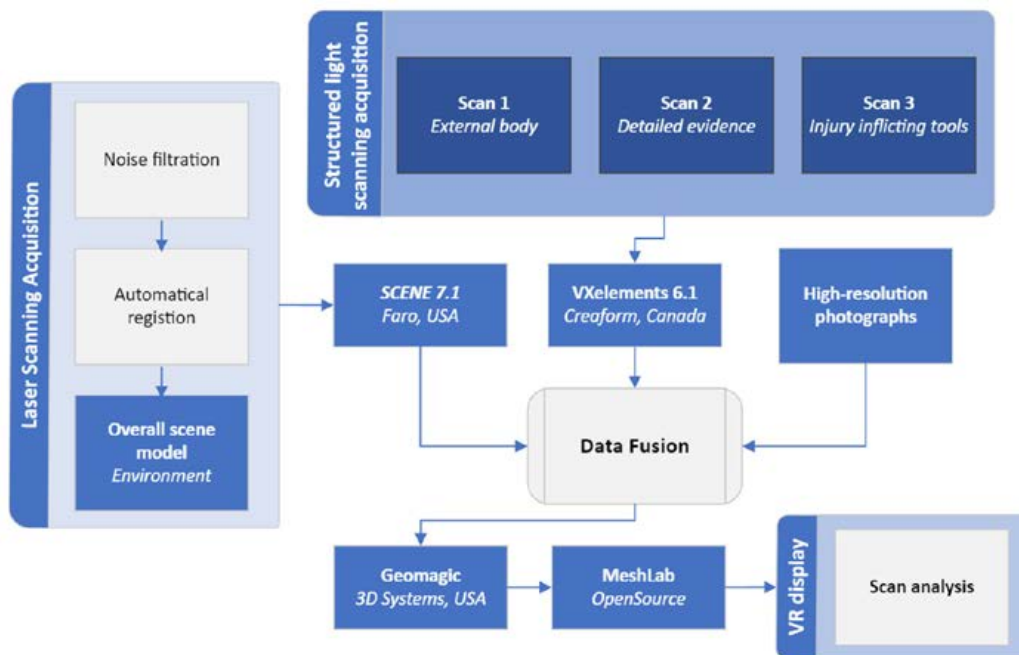 Laser Scanning Acquisition
Noise filtration
Automatical
registion
Overall scene
model
Environment
Structured light
scanning acquisition
Scan 1
External body
Scan 2
Detailed evidence
Scan 3
Injury inflicting tools
SCENE 7.1
Faro, USA
VXelements 6.1
Creaform, Canada
High-resolution
photographs
Data Fusion
Geomagic
3D Systems, USA
MeshLab
OpenSource
VR display
Scan analysis